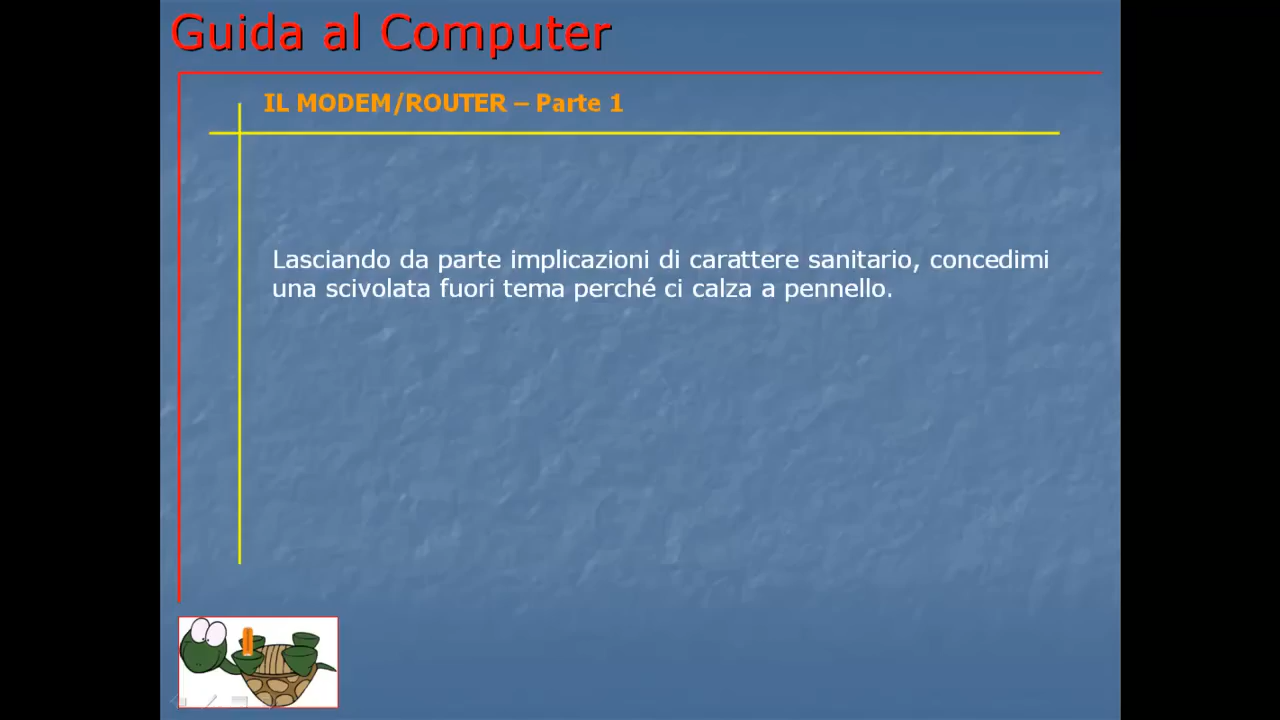 Guida al Computer
IL MODEM/ROUTER – Parte 1
Lasciando da parte implicazioni di carattere sanitario, concedimi
una scivolata fuori tema perché ci calza a pennello.